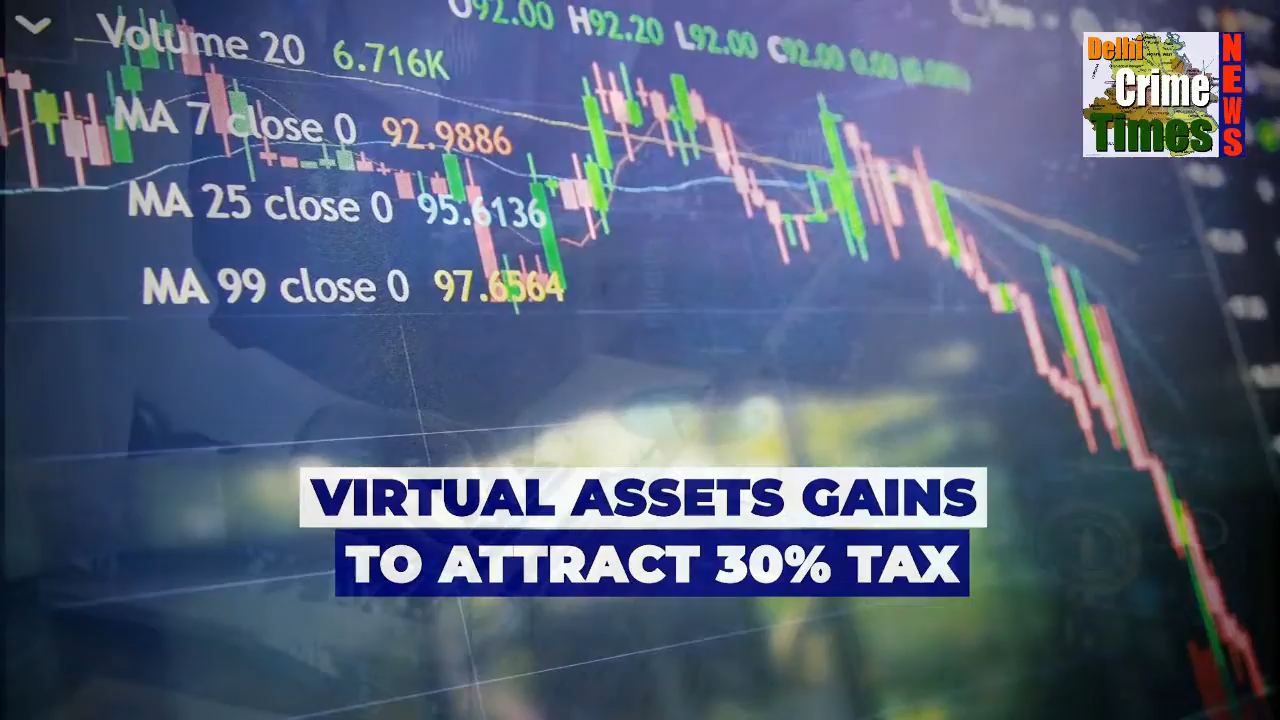 O92.00 H92.20 L92.00 C92.00 0.00
Volume 20 6.716K
MA 7 close 0 92.9886
MA 25 close 0 95.6136
MA 99 close 0 97.6564
Delhi
Crime
Times
NEWS
VIRTUAL ASSETS GAINS
TO ATTRACT 30% TAX